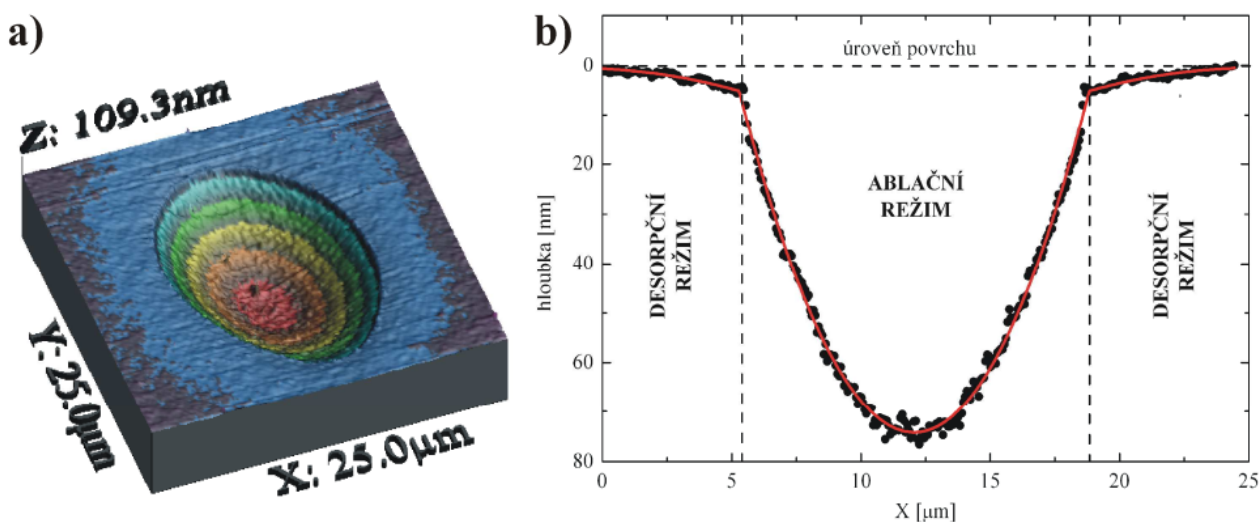 a)
Z: 109.3nm
Y: 25.0µm
X: 25.0µm
b)
úroveň povrchu
ABLAČNÍ
REŽIM
DESORPČNÍ
REŽIM
DESORPČNÍ
REŽIM
hloubka [nm]
0
20
40
60
80
0 5 10 15 20 25
X [µm]